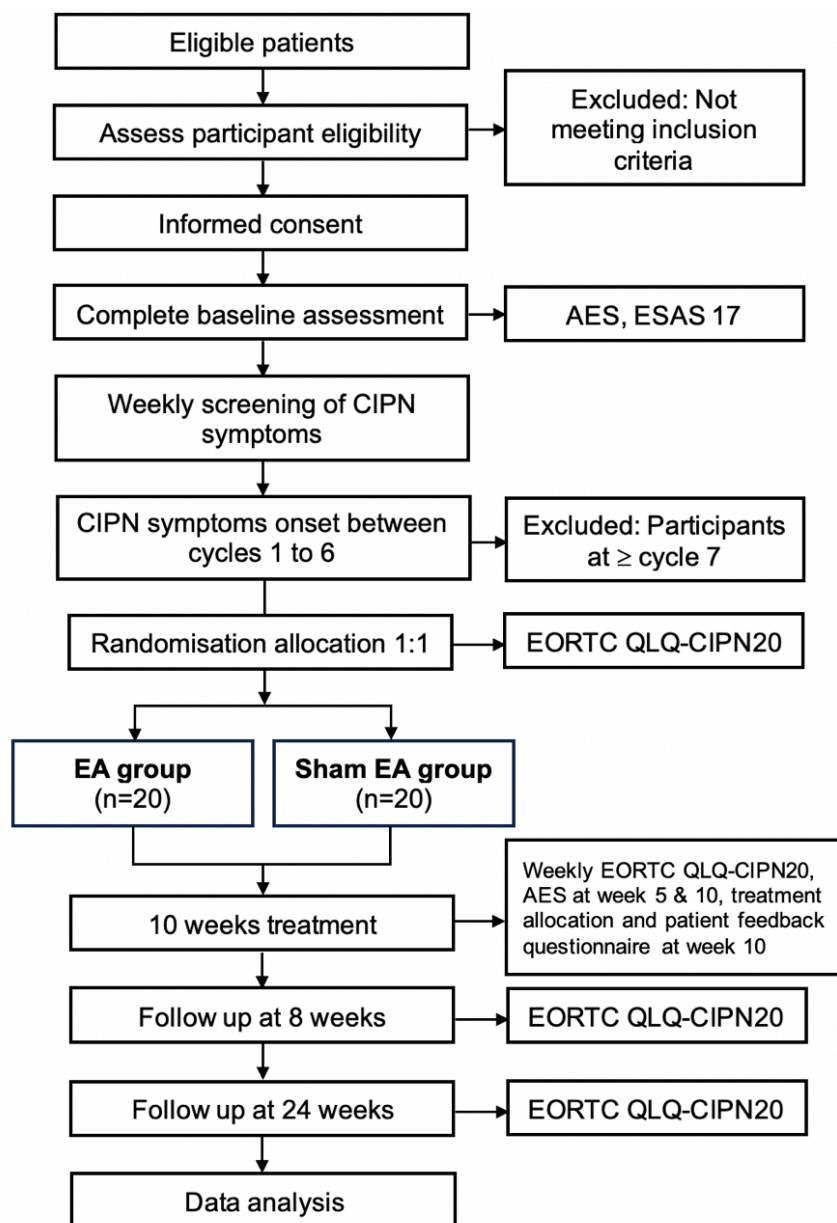 Eligible patients
Assess participant eligibility
Excluded: Not
meeting inclusion
criteria
Informed consent
Complete baseline assessment
AES, ESAS 17
Weekly screening of CIPN
symptoms
CIPN symptoms onset between
cycles 1 to 6
Excluded: Participants
at ≥ cycle 7
Randomisation allocation 1:1
EORTC QLQ-CIPN20
EA group
(n=20)
Sham EA group
(n=20)
10 weeks treatment
Weekly EORTC QLQ-CIPN20,
AES at week 5 & 10, treatment
allocation and patient feedback
questionnaire at week 10
Follow up at 8 weeks
EORTC QLQ-CIPN20
Follow up at 24 weeks
EORTC QLQ-CIPN20
Data analysis